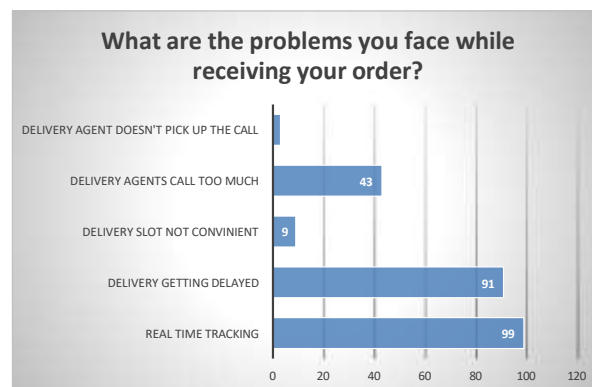 What are the problems you face while
receiving your order?
DELIVERY AGENT DOESN'T PICK UP THE CALL
DELIVERY AGENTS CALL TOO MUCH
43
DELIVERY SLOT NOT CONVINIENT
9
DELIVERY GETTING DELAYED
91
REAL TIME TRACKING
99
0 20 40 60 80 100 120